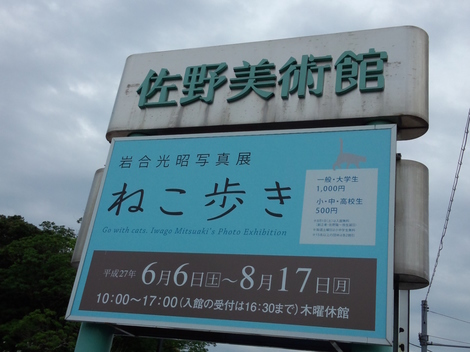 佐野美術館
岩合光昭写真展
ねこ歩き
Go with cats. Iwago Mitsuaki's Photo Exhibition
一般・大学生
1,000円
小・中・高校生
500円
平成27年 6月6日(土)～8月17日(月)
10:00～17:00(入館の受付は16:30まで)木曜休館